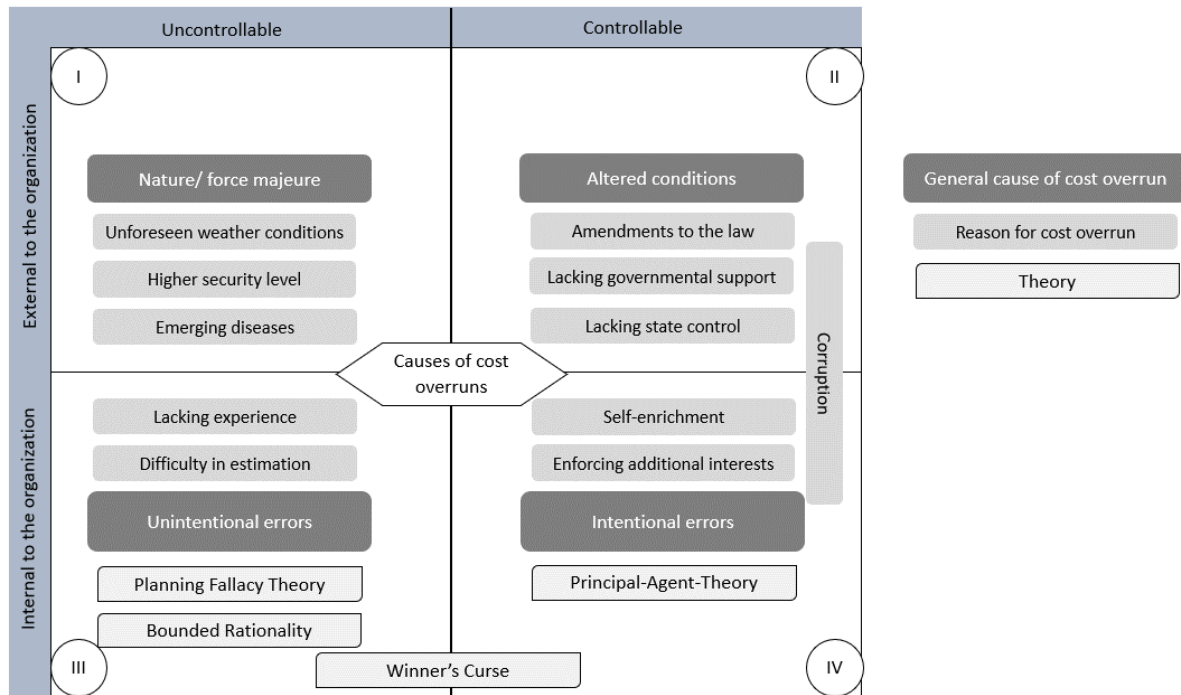 Uncontrollable
Controllable
External to the organization
I
II
Nature/ force majeure
Altered conditions
General cause of cost overrun
Unforeseen weather conditions
Amendments to the law
Reason for cost overrun
Higher security level
Lacking governmental support
Theory
Emerging diseases
Lacking state control
Causes of cost
overruns
Corruption
Internal to the organization
Lacking experience
Self-enrichment
Difficulty in estimation
Enforcing additional interests
Unintentional errors
Intentional errors
Planning Fallacy Theory
Principal-Agent-Theory
Bounded Rationality
III
Winner's Curse
IV